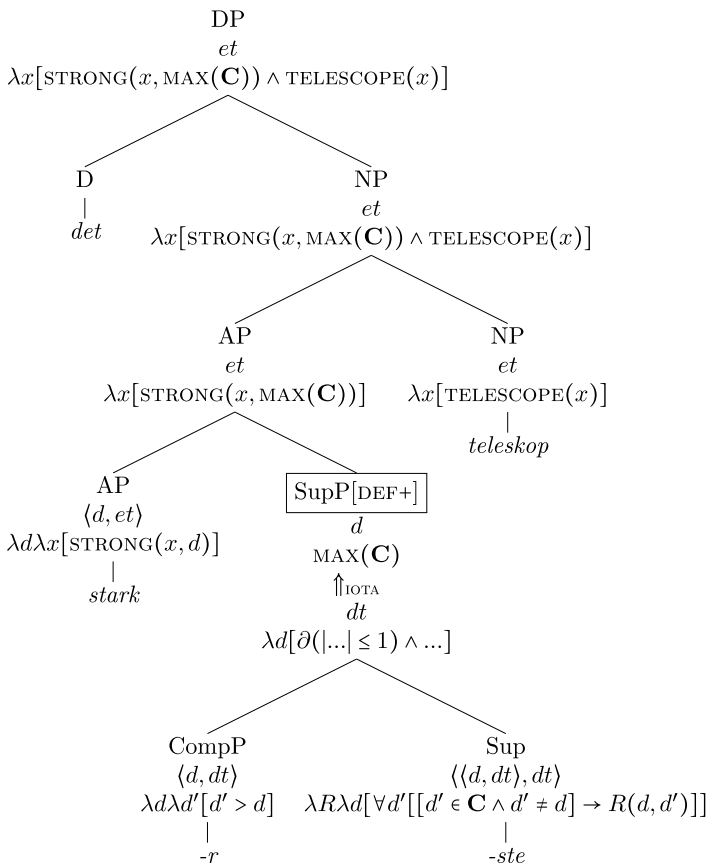 DP
et
λx[STRONG(x, MAX(C)) ∧ TELESCOPE(x)]
D
det
NP
et
λx[STRONG(x, MAX(C)) ∧ TELESCOPE(x)]
AP
et
λx[STRONG(x, MAX(C))]
NP
et
λx[TELESCOPE(x)]
teleskop
AP
⟨d, et⟩
λdλx[STRONG(x, d)]
stark
SupP[DEF+]
d
MAX(C)
⇑IOTA
dt
λd[∂(|...| ≤ 1) ∧ ...]
CompP
⟨d, dt⟩
λdλd′[d′ > d]
-r
Sup
⟨⟨d, dt⟩, dt⟩
λRλd[∀d′[[d′ ∈ C ∧ d′ ≠ d] → R(d, d′)]]
-ste